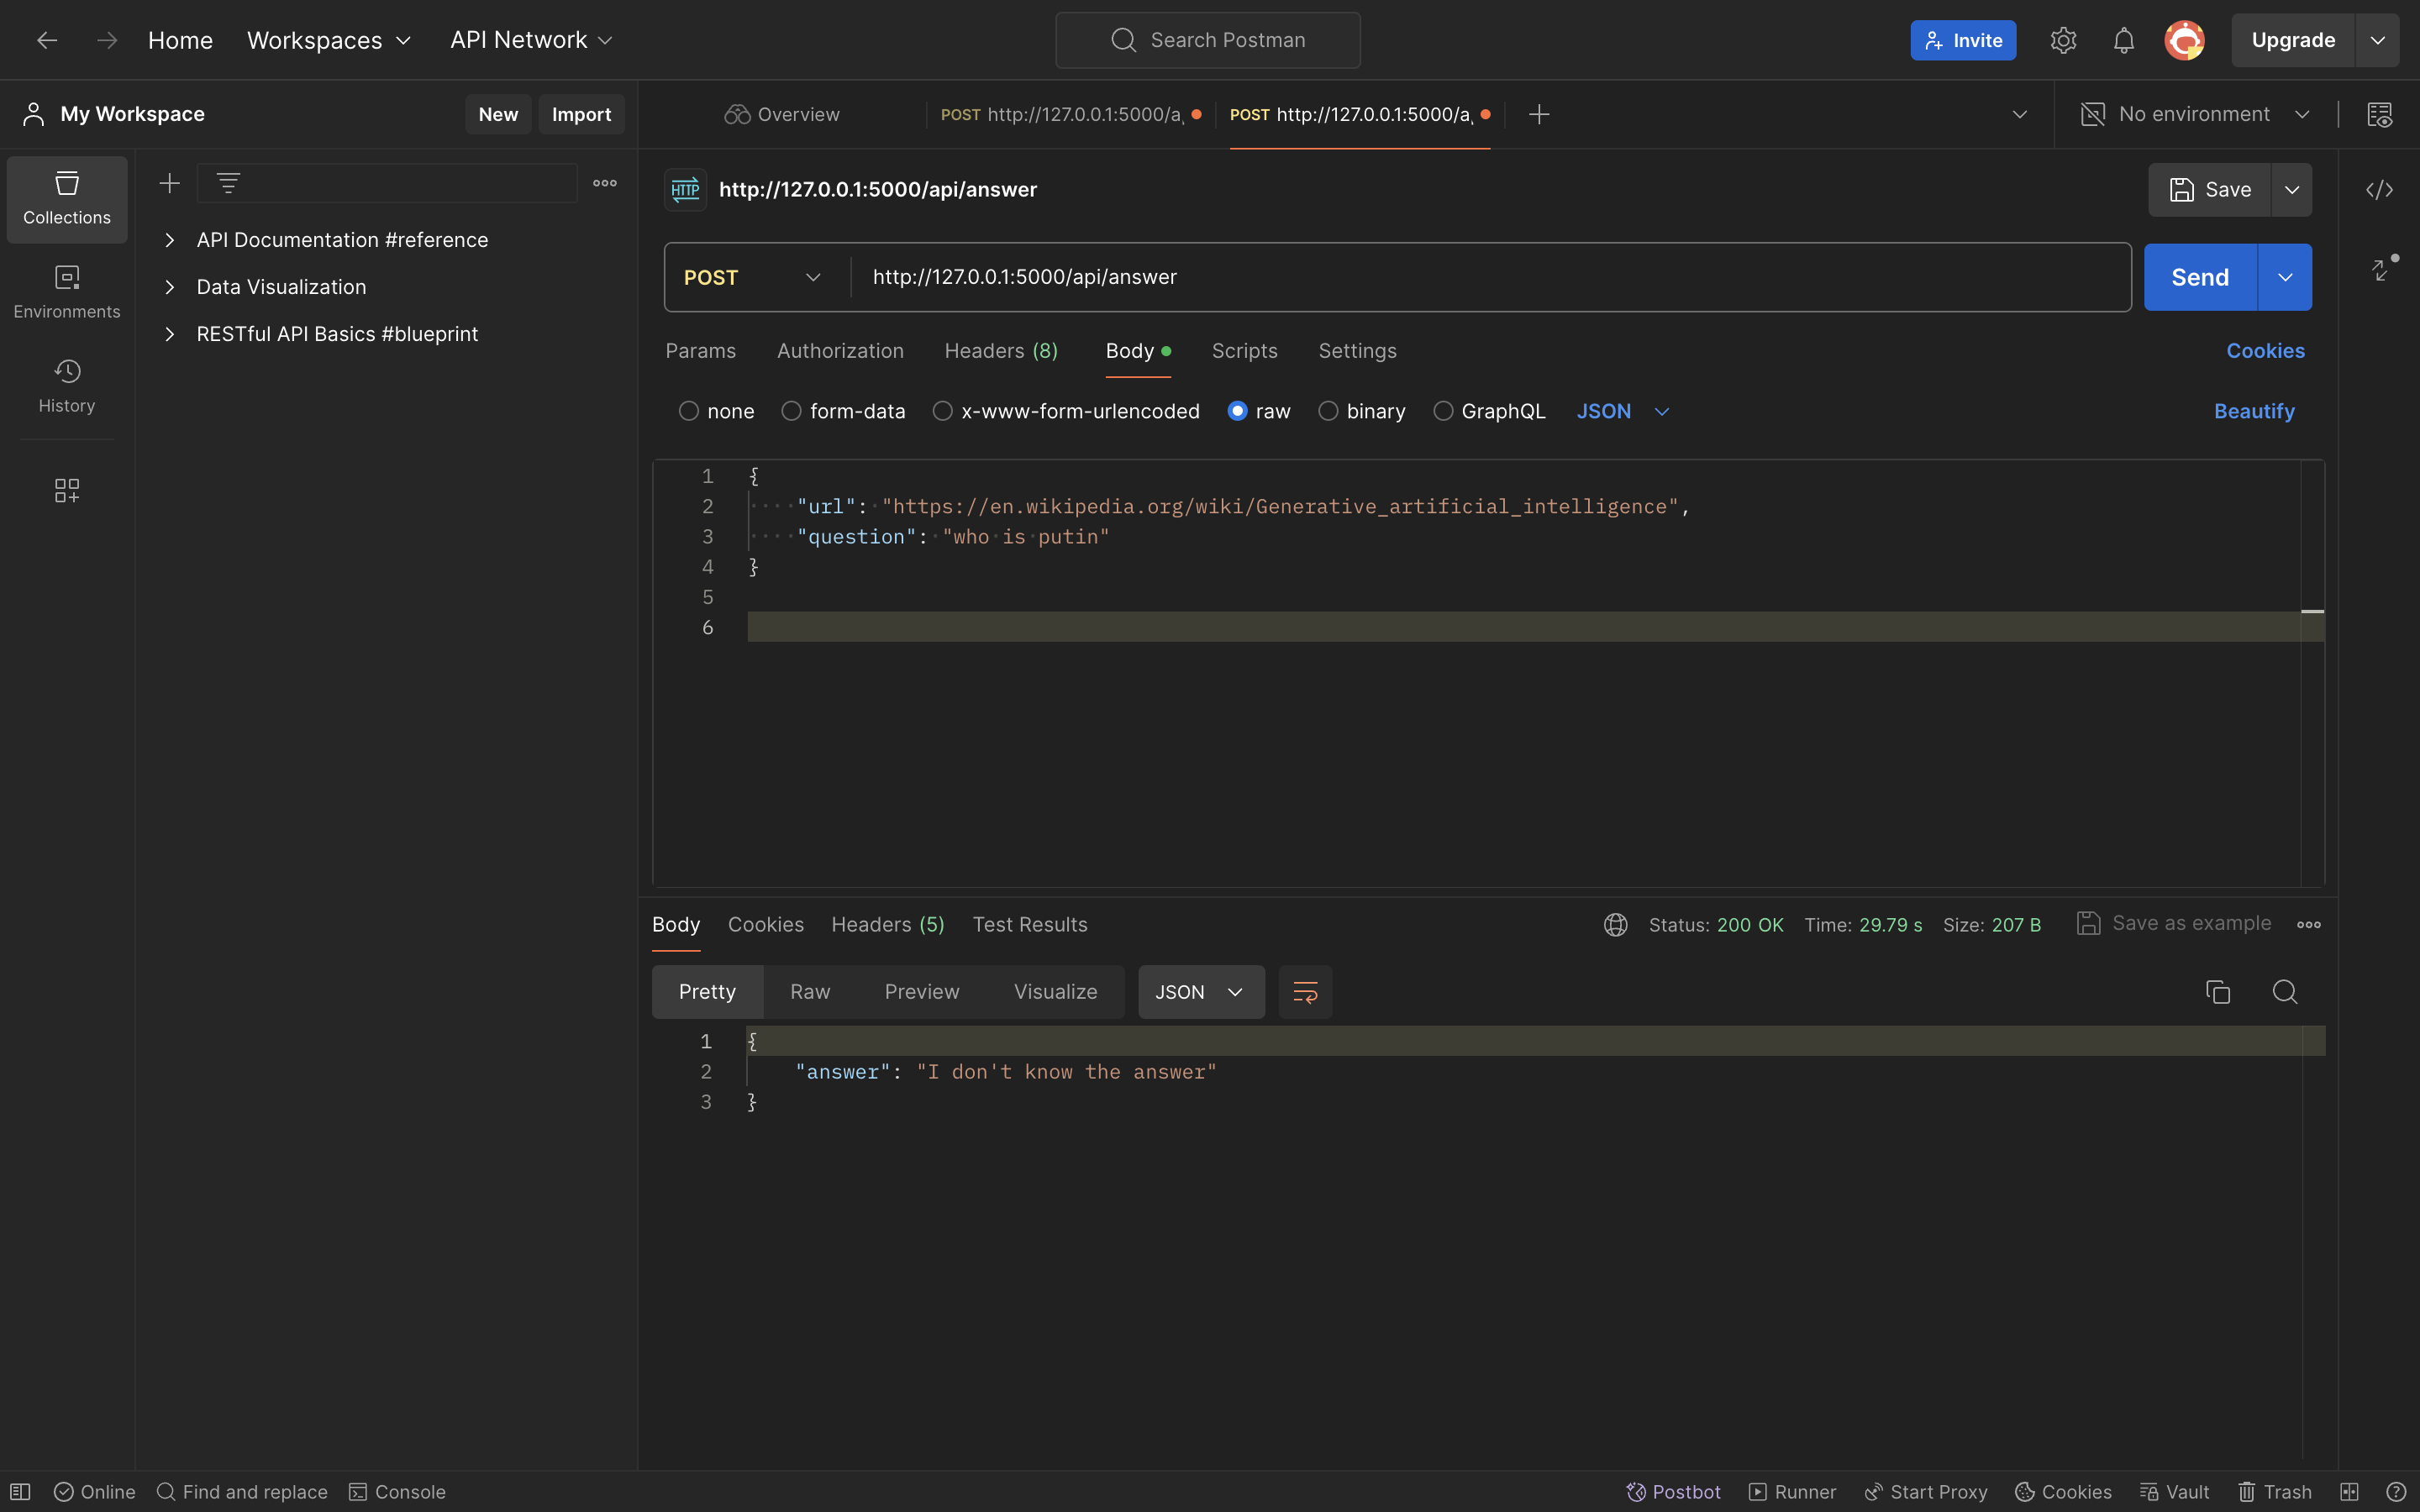 Home Workspaces API Network Search Postman Invite Upgrade
My Workspace New Import Overview POST http://127.0.0.1:5000/a POST http://127.0.0.1:5000/a No environment
Collections
Environments
History
API Documentation #reference
Data Visualization
RESTful API Basics #blueprint
HTTP http://127.0.0.1:5000/api/answer Save
POST http://127.0.0.1:5000/api/answer Send
Params Authorization Headers (8) Body Scripts Settings Cookies
none form-data x-www-form-urlencoded raw binary GraphQL JSON Beautify
1 {
2 "url": "https://en.wikipedia.org/wiki/Generative_artificial_intelligence",
3 "question": "who is putin"
4 }
5
6
Body Cookies Headers (5) Test Results Status: 200 OK Time: 29.79 s Size: 207 B Save as example
Pretty Raw Preview Visualize JSON
1 {
2 "answer": "I don't know the answer"
3 }
Online Find and replace Console Postbot Runner Start Proxy Cookies Vault Trash